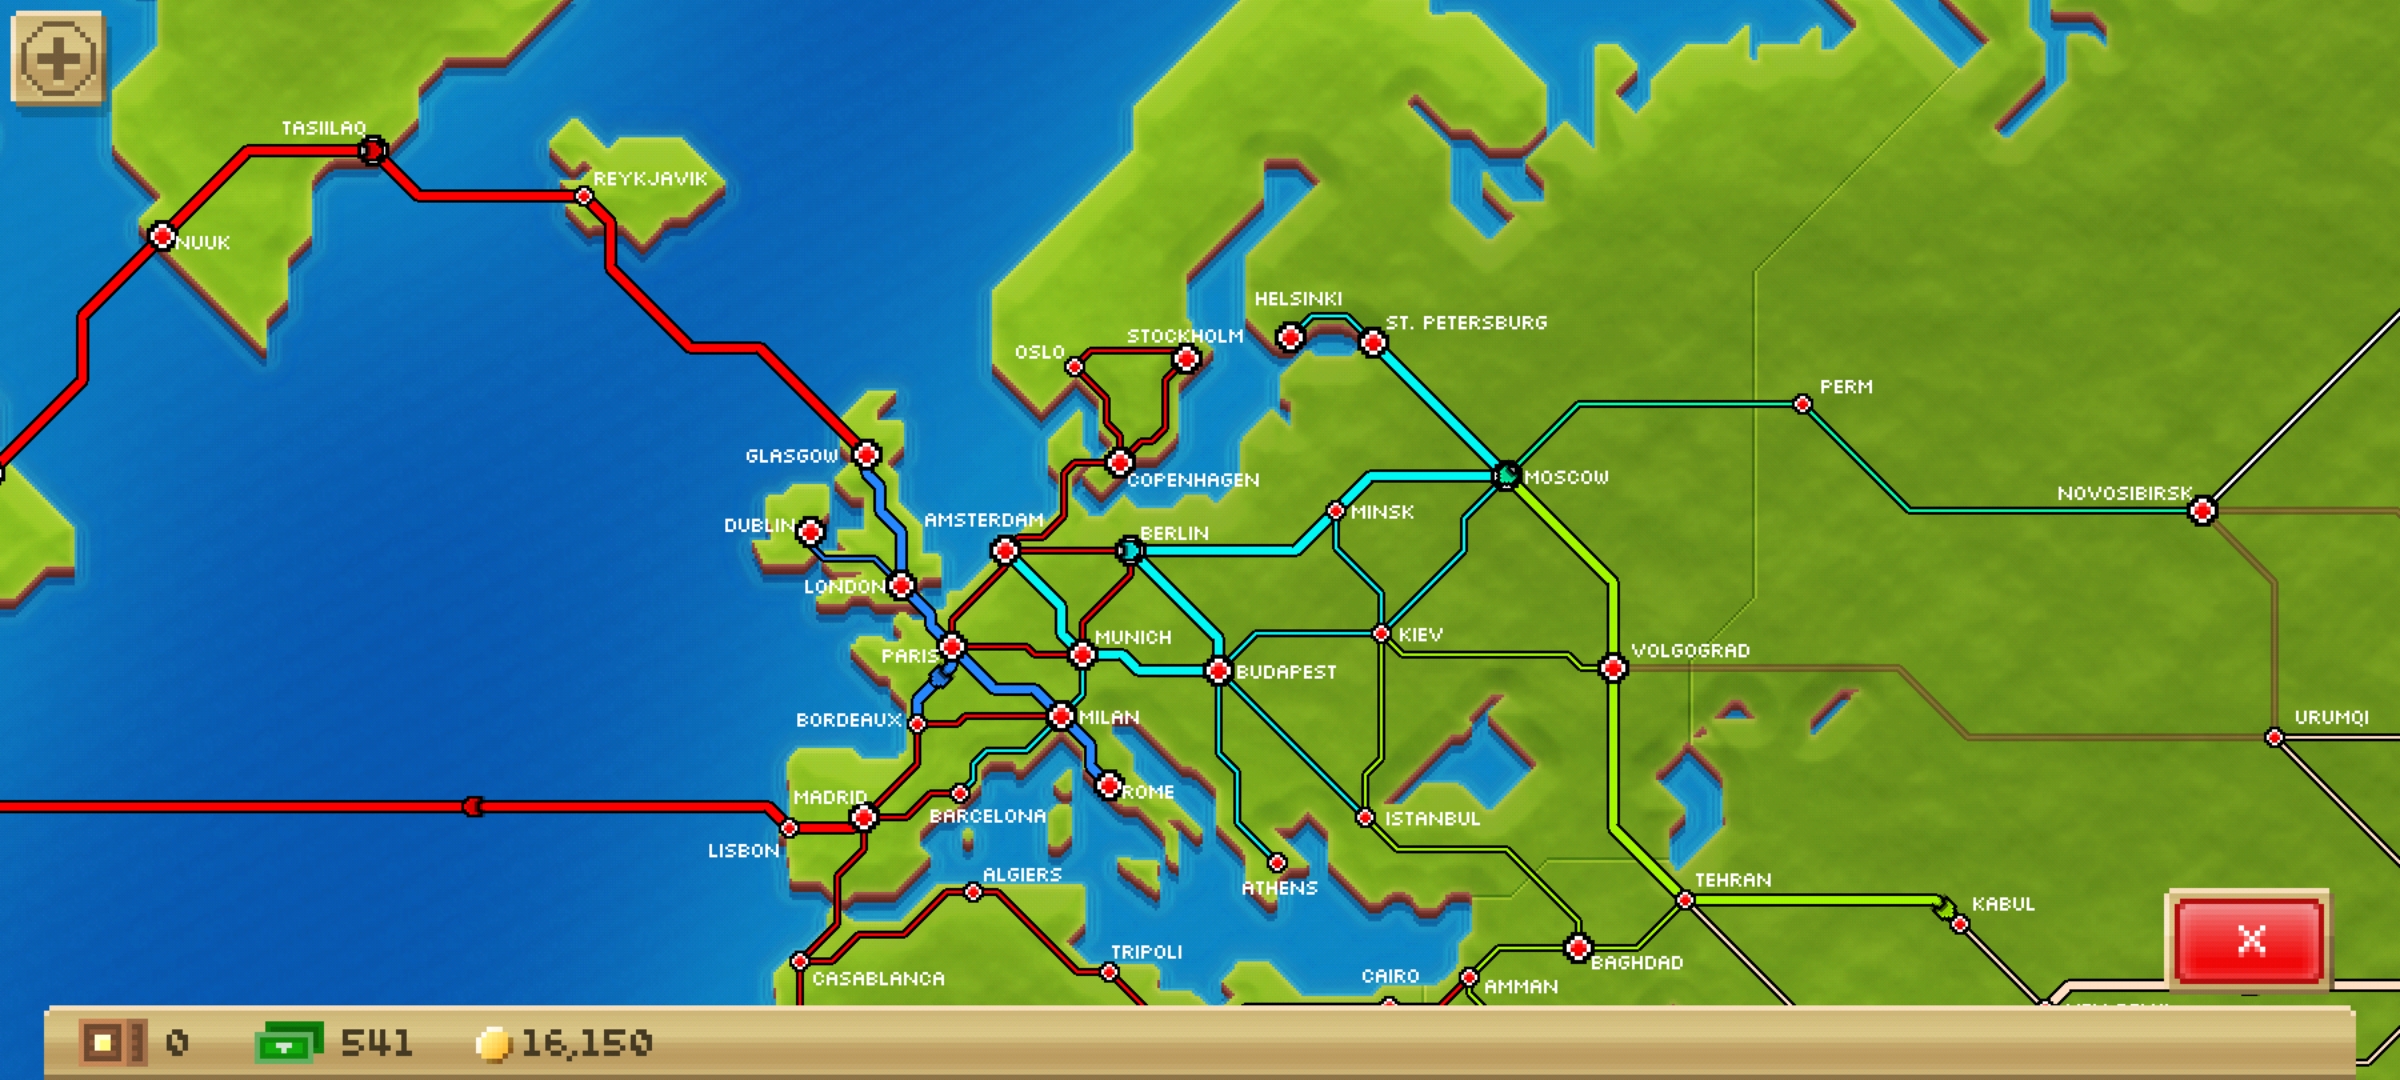 TASIILAQ
REYKJAVIK
NUUK
HELSINKI
ST. PETERSBURG
STOCKHOLM
OSLO
PERM
GLASGOW
COPENHAGEN
MOSCOW
NOVOSIBIRSK
DUBLIN
AMSTERDAM
MINSK
BERLIN
LONDON
MUNICH
KIEV
PARIS
BUDAPEST
VOLGOGRAD
BORDEAUX
MILAN
URUMQI
MADRID
ROME
BARCELONA
ISTANBUL
LISBON
ALGIERS
ATHENS
TEHRAN
KABUL
TRIPOLI
BAGHDAD
CASABLANCA
CAIRO
AMMAN
0
541
16,150